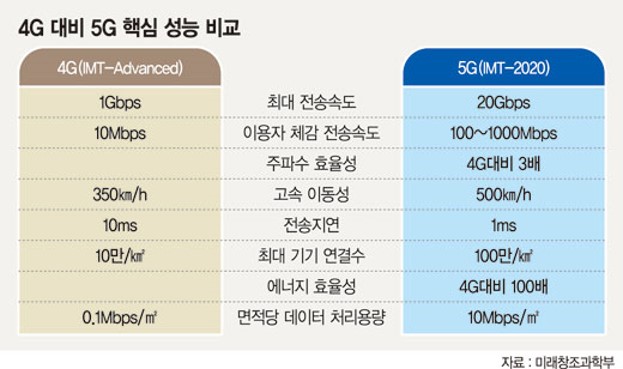 4G 대비 5G 핵심 성능 비교
4G(IMT-Advanced) 5G(IMT-2020)
1Gbps 최대 전송속도 20Gbps
10Mbps 이용자 체감 전송속도 100~1000Mbps
주파수 효율성 4G대비 3배
350㎞/h 고속 이동성 500㎞/h
10ms 전송지연 1ms
10만/㎢ 최대 기기 연결수 100만/㎢
에너지 효율성 4G대비 100배
0.1Mbps/㎡ 면적당 데이터 처리용량 10Mbps/㎡
자료 : 미래창조과학부